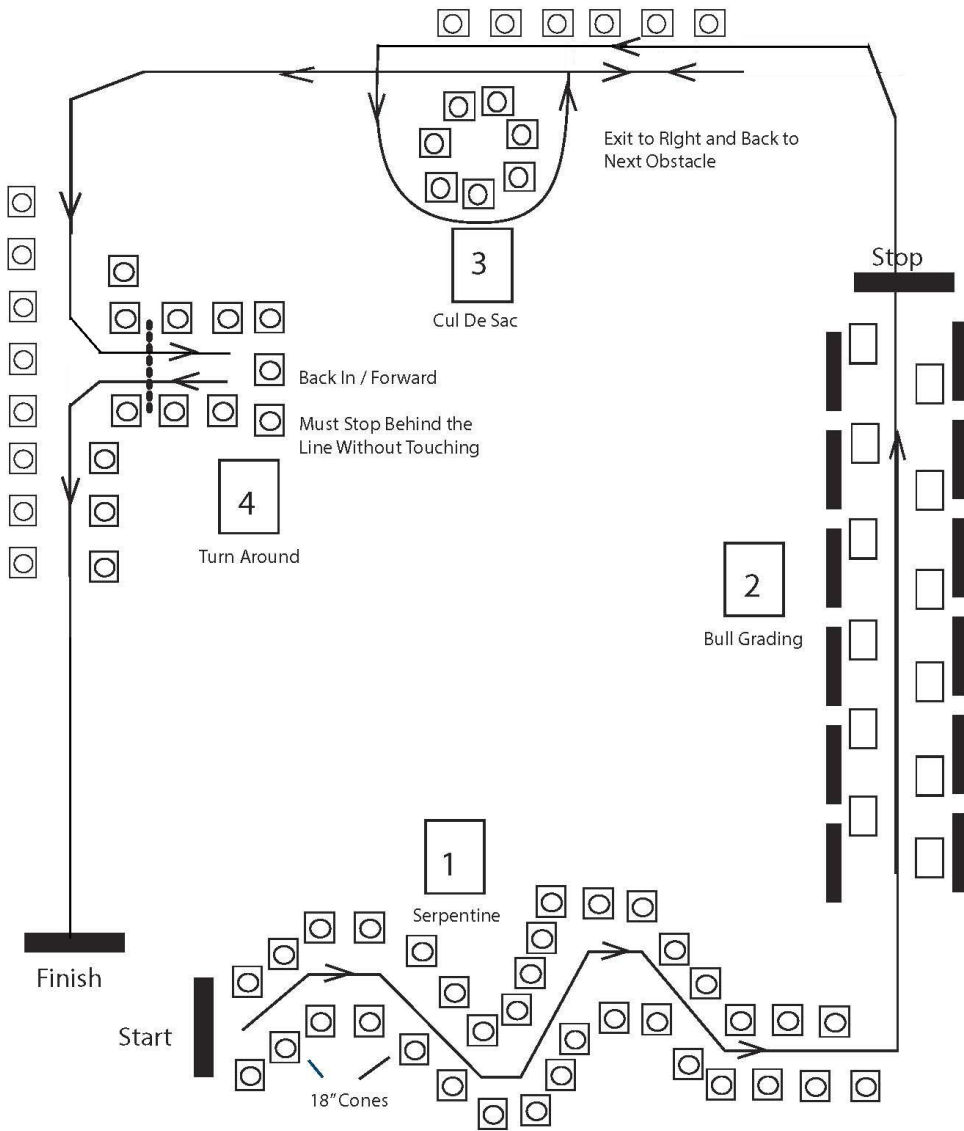 Exit to RIght and Back to
Next Obstacle
3
Cul De Sac
Stop
Back In / Forward
Must Stop Behind the
Line Without Touching
4
Turn Around
2
Bull Grading
1
Serpentine
Finish
Start
18" Cones